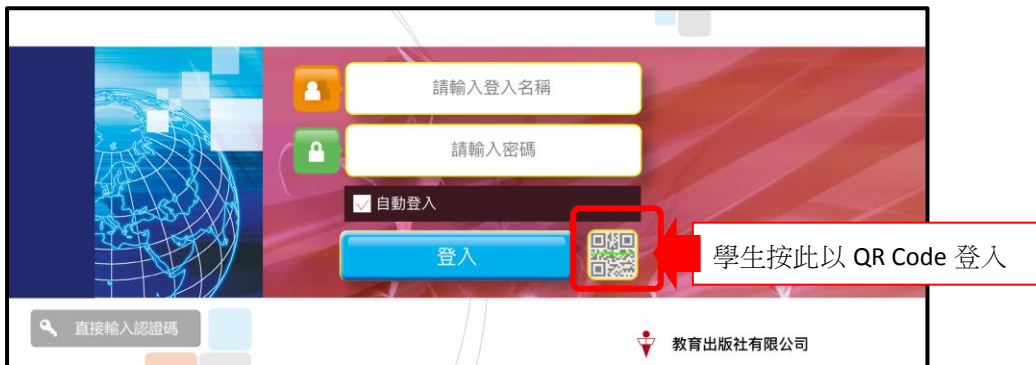 請輸入登入名稱
請輸入密碼
自動登入
登入
學生按此以 QR Code 登入
直接輸入認證碼
教育出版社有限公司